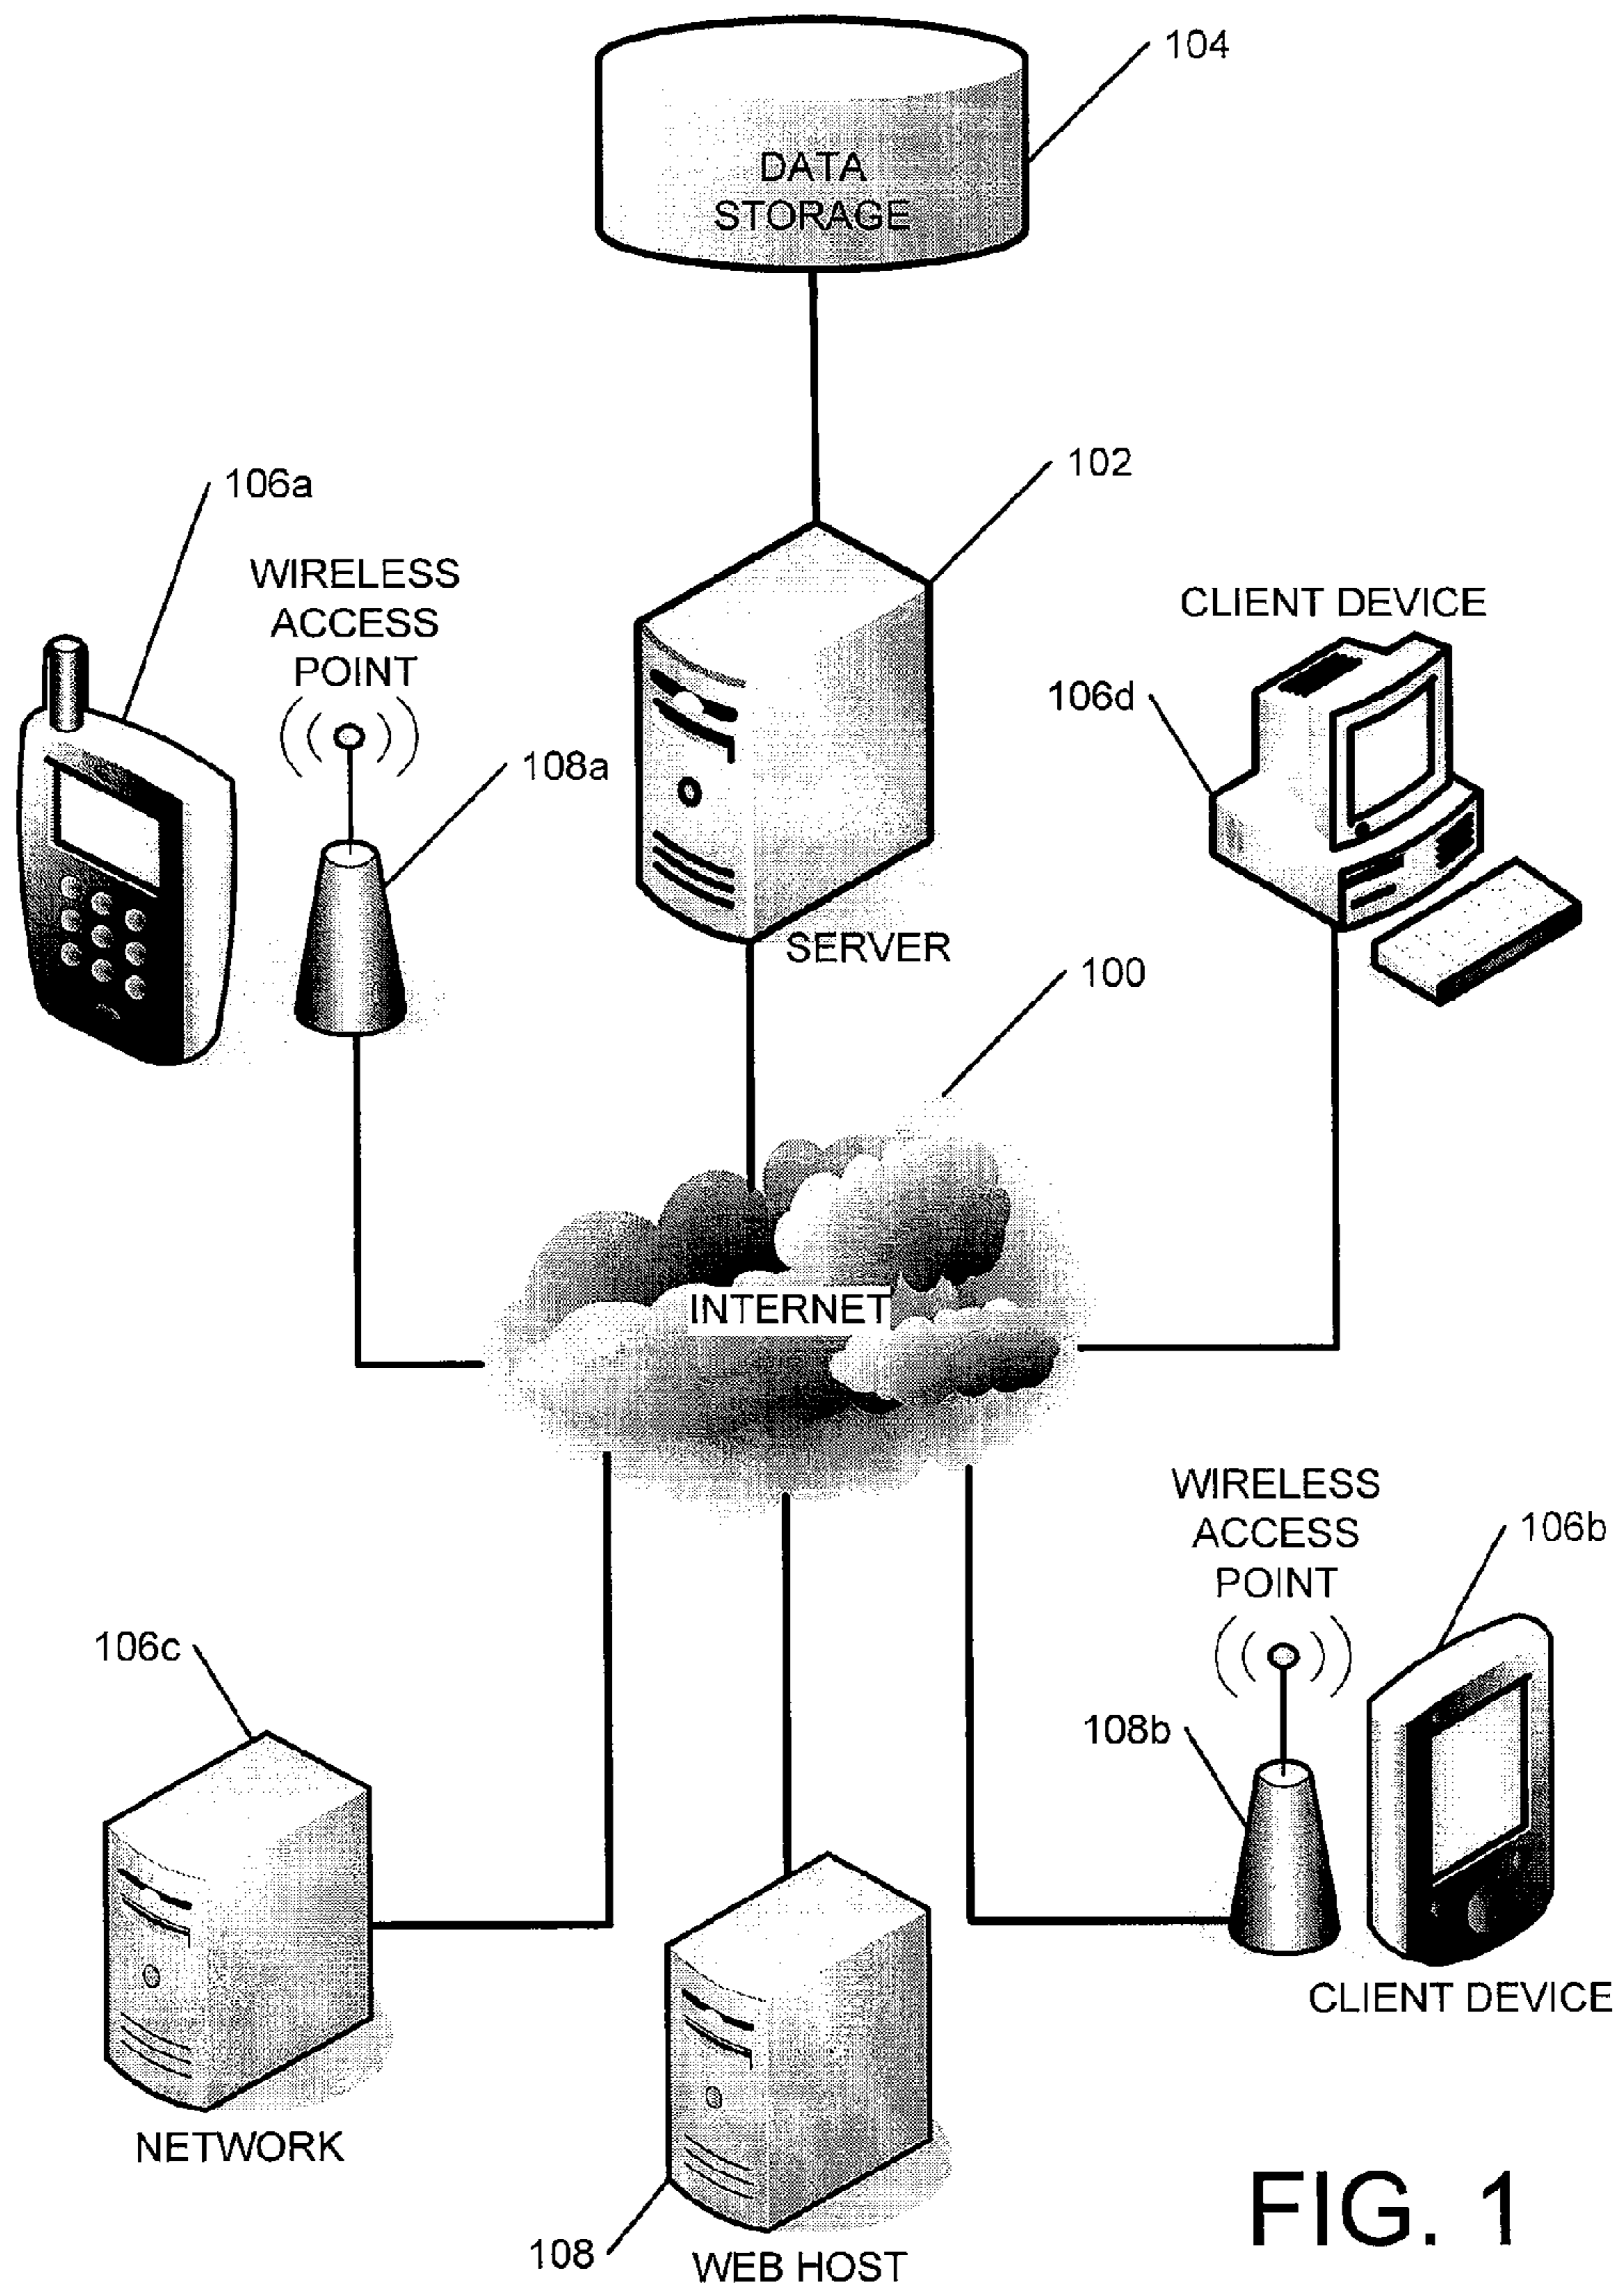 104
DATA
STORAGE
102
106a
WIRELESS
ACCESS
POINT
CLIENT DEVICE
106d
108a
SERVER
100
INTERNET
WIRELESS
ACCESS
POINT
106b
106c
108b
CLIENT DEVICE
NETWORK
108
WEB HOST
FIG. 1